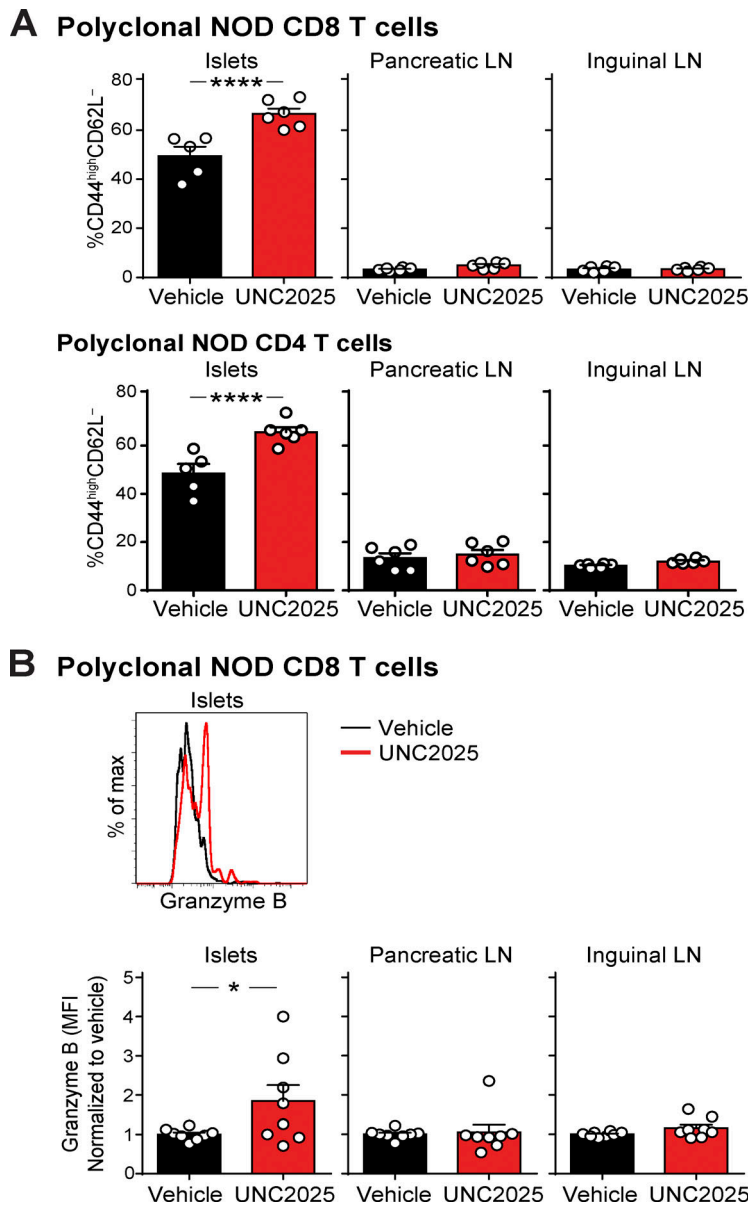 A Polyclonal NOD CD8 T cells
Islets Pancreatic LN Inguinal LN
%CD44highCD62L-
80
60
40
20
0
****
Vehicle UNC2025 Vehicle UNC2025 Vehicle UNC2025
Polyclonal NOD CD4 T cells
Islets Pancreatic LN Inguinal LN
%CD44highCD62L-
80
60
40
20
0
****
Vehicle UNC2025 Vehicle UNC2025 Vehicle UNC2025
B Polyclonal NOD CD8 T cells
Islets
% of max
Granzyme B
Vehicle
UNC2025
Islets Pancreatic LN Inguinal LN
Granzyme B (MFI
Normalized to vehicle)
5
4
3
2
1
0
*
Vehicle UNC2025 Vehicle UNC2025 Vehicle UNC2025